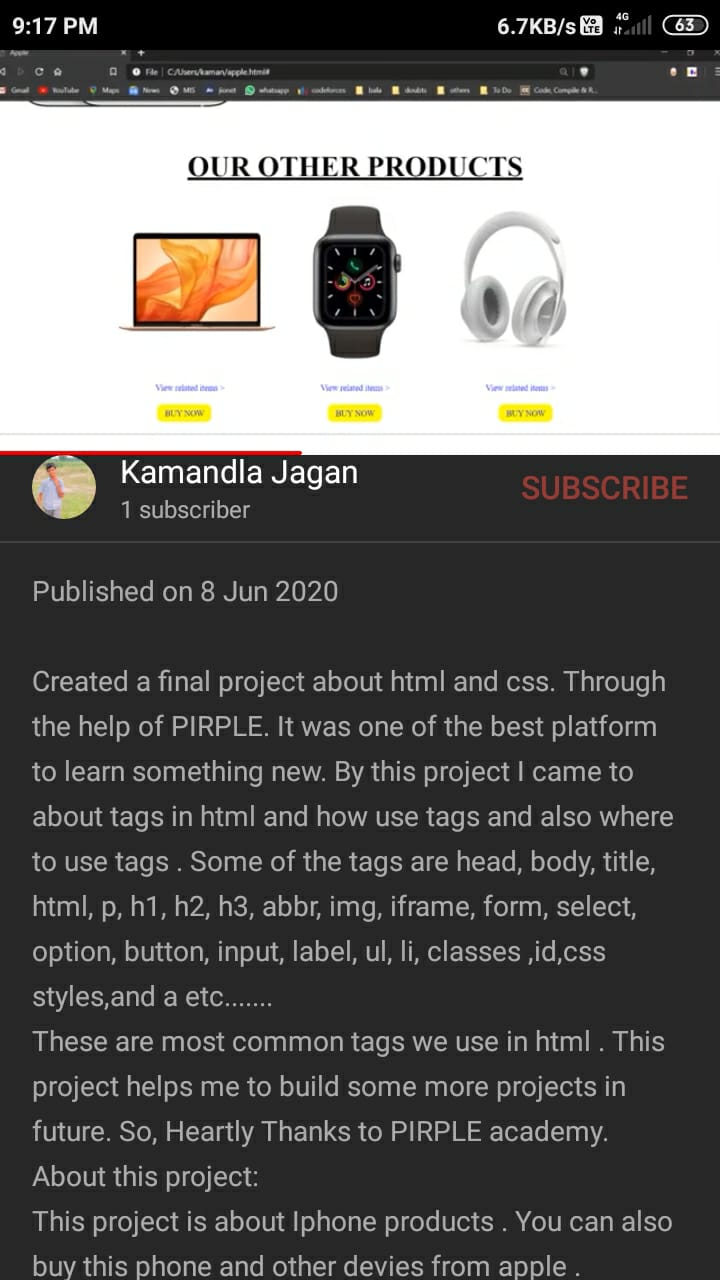 9:17 PM 6.7KB/s Vo LTE 4G 63
Apple
File C:/Users/kaman/apple.html#
Gmail YouTube Maps News MIS jionet whatsapp codeforces bala doubts others To Do Code, Compile & R...
OUR OTHER PRODUCTS
View related items > View related items > View related items >
BUY NOW BUY NOW BUY NOW
Kamandla Jagan
1 subscriber
SUBSCRIBE
Published on 8 Jun 2020
Created a final project about html and css. Through
the help of PIRPLE. It was one of the best platform
to learn something new. By this project I came to
about tags in html and how use tags and also where
to use tags . Some of the tags are head, body, title,
html, p, h1, h2, h3, abbr, img, iframe, form, select,
option, button, input, label, ul, li, classes ,id,css
styles,and a etc.......
These are most common tags we use in html . This
project helps me to build some more projects in
future. So, Heartly Thanks to PIRPLE academy.
About this project:
This project is about Iphone products . You can also
buy this phone and other devies from apple .